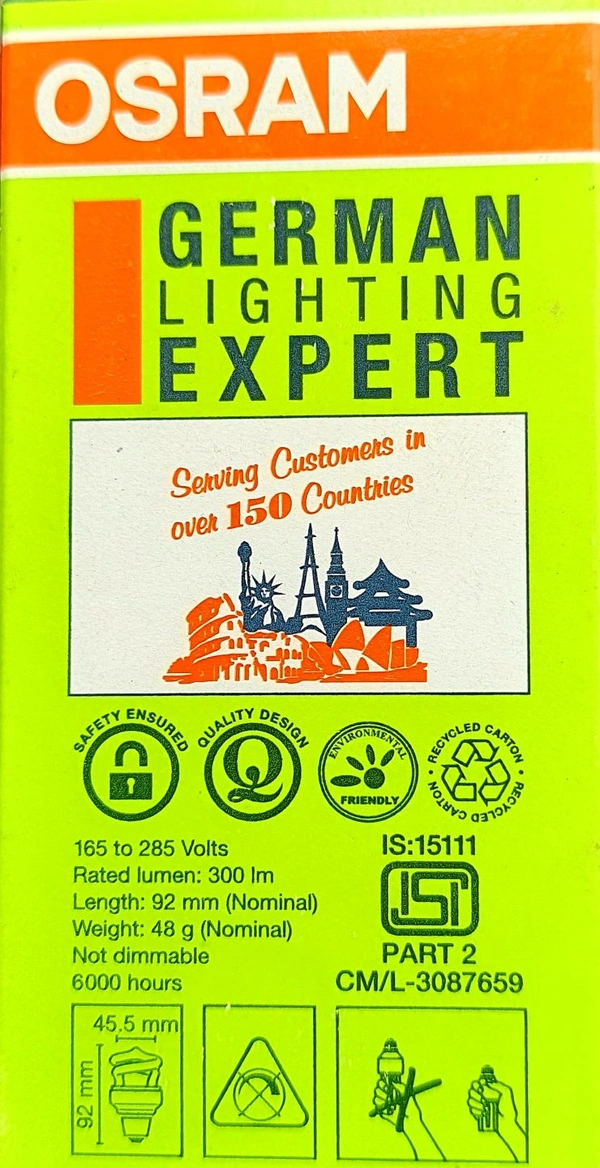 OSRAM
GERMAN
LIGHTING
EXPERT
Serving Customers in
over 150 Countries
SAFETY ENSURED
QUALITY DESIGN
Q
ENVIRONMENTAL
FRIENDLY
RECYCLED CARTON • RECYCLED CARTON •
165 to 285 Volts
Rated lumen: 300 lm
Length: 92 mm (Nominal)
Weight: 48 g (Nominal)
Not dimmable
6000 hours
IS:15111
ISI
PART 2
CM/L-3087659
45.5 mm
92 mm